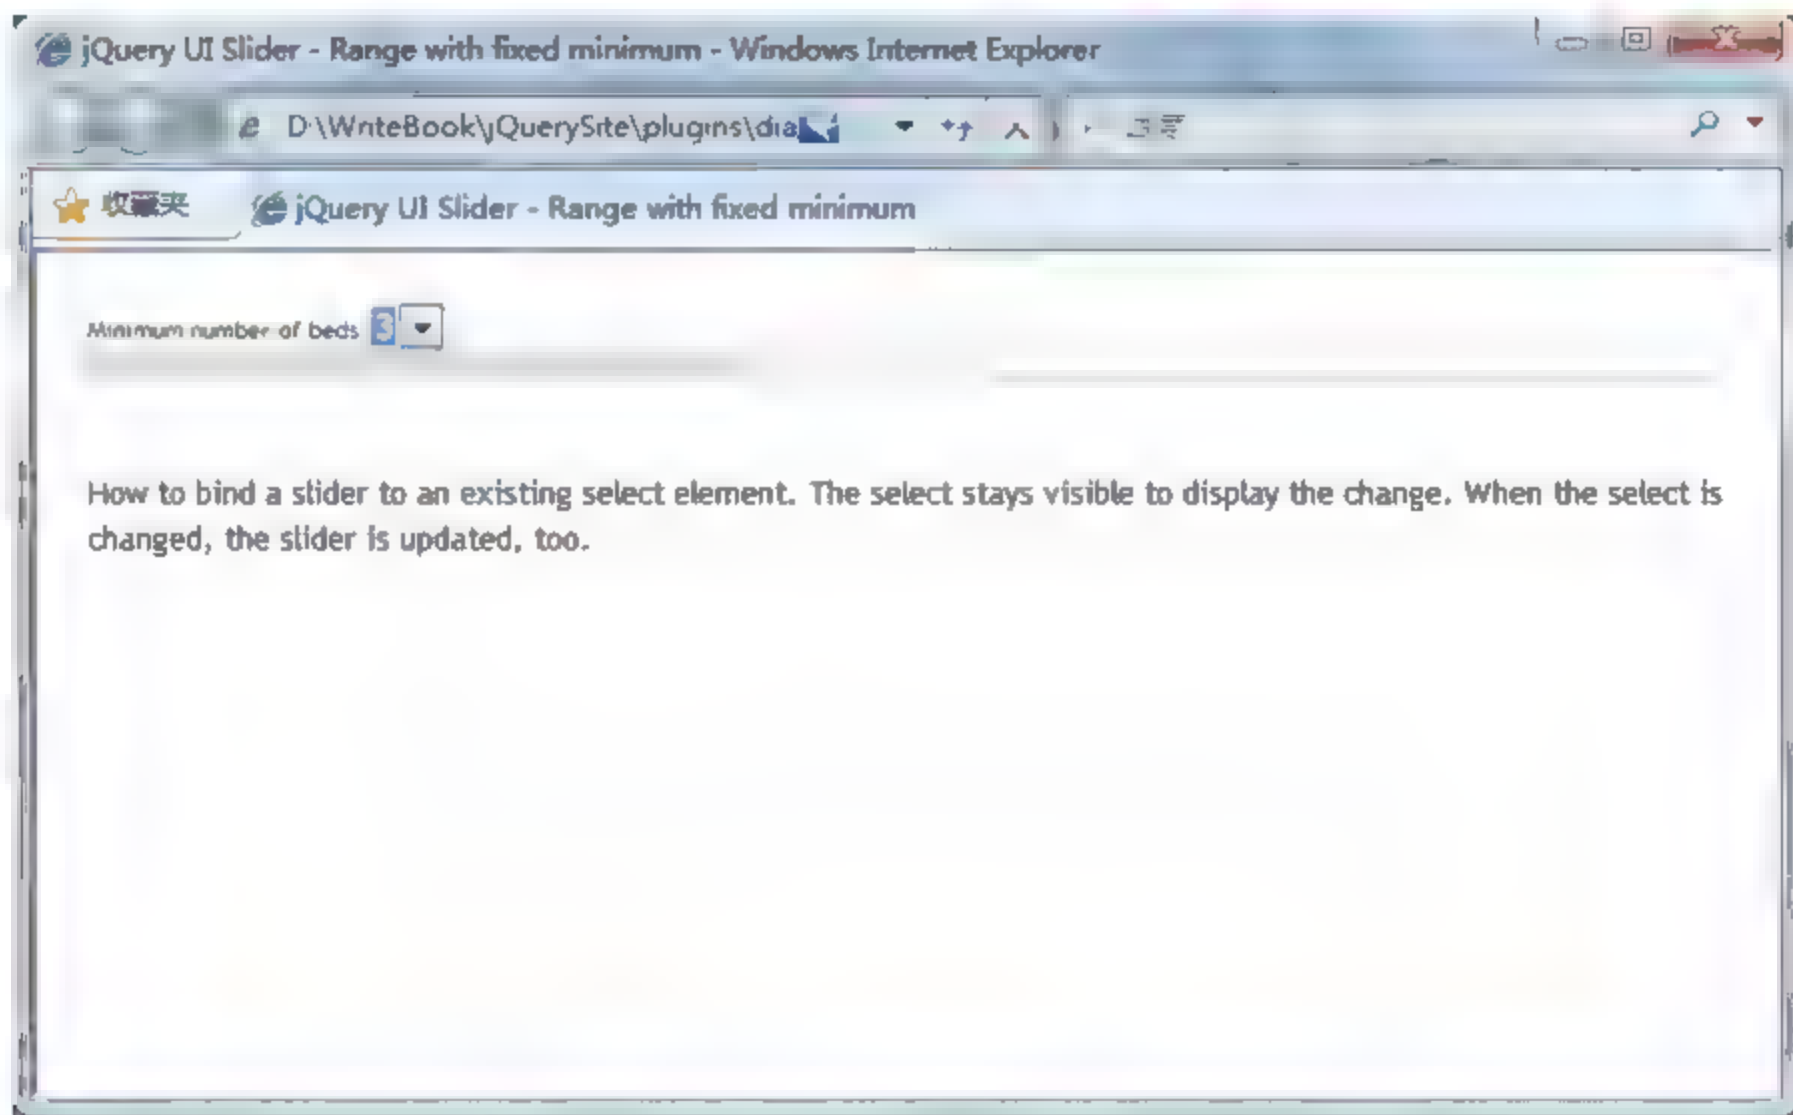 jQuery UI Slider - Range with fixed minimum - Windows Internet Explorer
D:\WriteBook\jQuerySite\plugins\dia
收藏夹 jQuery UI Slider - Range with fixed minimum
Minimum number of beds 3
How to bind a slider to an existing select element. The select stays visible to display the change. When the select is
changed, the slider is updated, too.